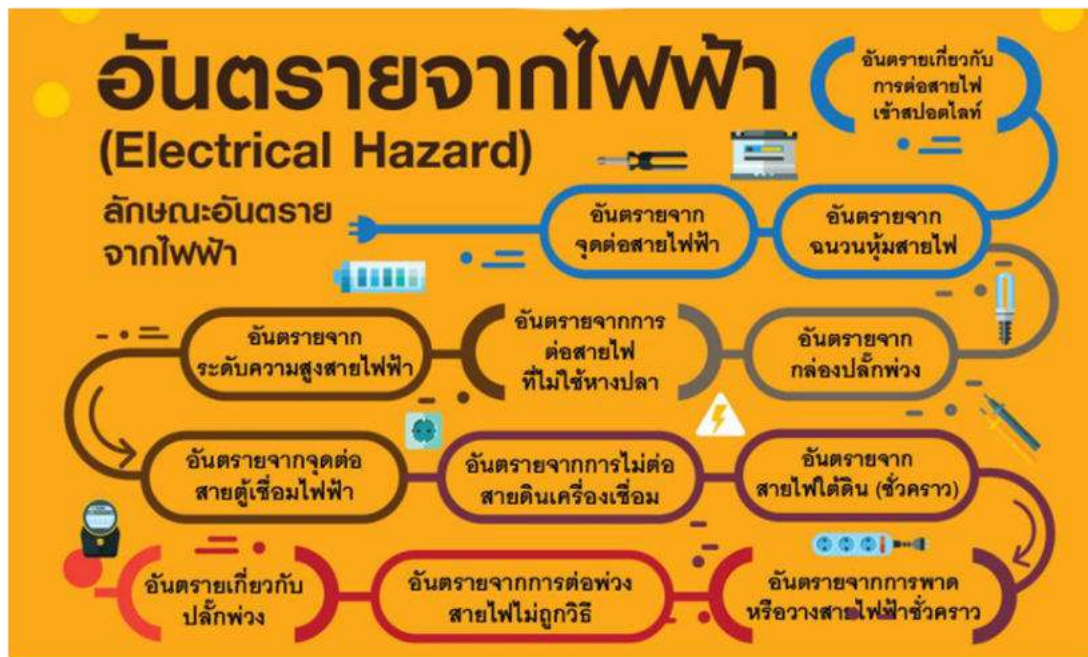 อันตรายจากไฟฟ้า
(Electrical Hazard)
ลักษณะอันตราย
จากไฟฟ้า
อันตรายเกี่ยวกับ
การต่อสายไฟ
เข้าสปอตไลท์
อันตรายจาก
จุดต่อสายไฟฟ้า
อันตรายจาก
ฉนวนหุ้มสายไฟ
อันตรายจาก
ระดับความสูงสายไฟฟ้า
อันตรายจากการ
ต่อสายไฟ
ที่ไม่ใช้หางปลา
อันตรายจาก
กล่องปลั๊กพ่วง
อันตรายจากจุดต่อ
สายตู้เชื่อมไฟฟ้า
อันตรายจากการไม่ต่อ
สายดินเครื่องเชื่อม
อันตรายจาก
สายไฟใต้ดิน (ชั่วคราว)
อันตรายเกี่ยวกับ
ปลั๊กพ่วง
อันตรายจากการต่อพ่วง
สายไฟไม่ถูกวิธี
อันตรายจากการพาด
หรือวางสายไฟฟ้าชั่วคราว